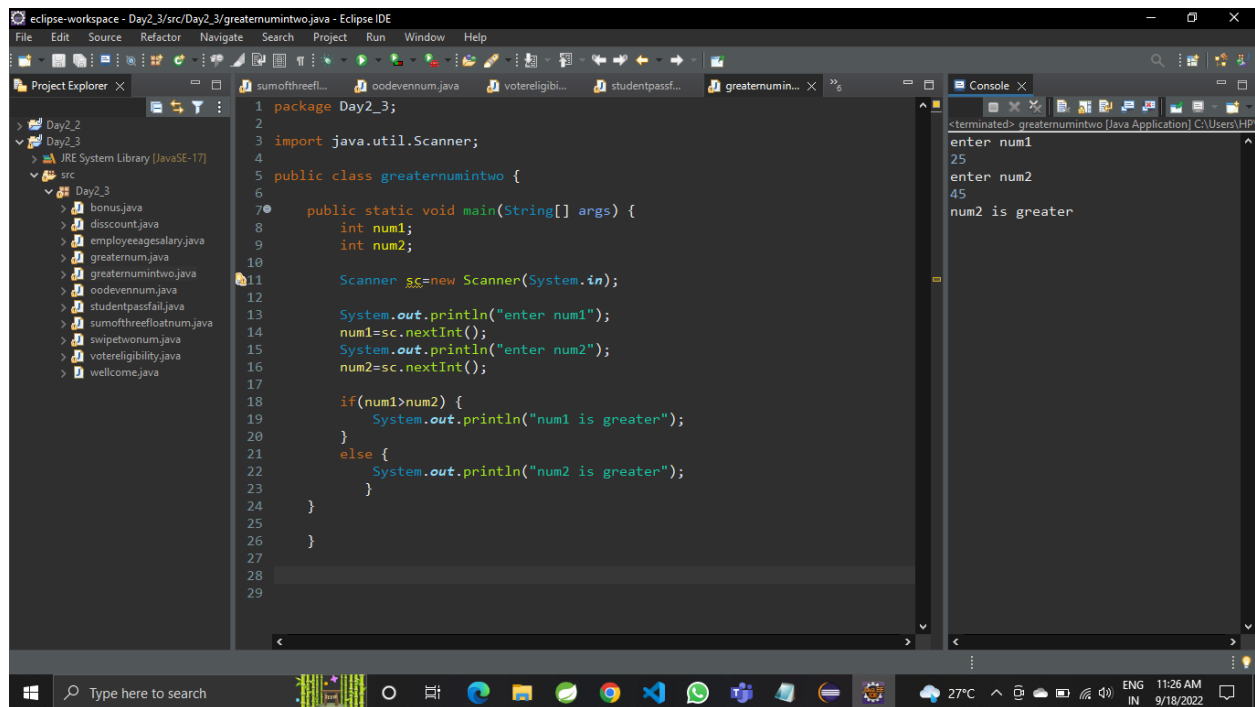 eclipse-workspace - Day2_3/src/Day2_3/greaternumintwo.java - Eclipse IDE
File Edit Source Refactor Navigate Search Project Run Window Help
Project Explorer
Day2_2
Day2_3
JRE System Library [JavaSE-17]
src
Day2_3
bonus.java
disscount.java
employeeagesalary.java
greaternum.java
greaternumintwo.java
oodevennum.java
studentpassfail.java
sumofthreefloatnum.java
swipetwonum.java
votereligibility.java
wellcome.java
sumofthreefl... oodevennum.java votereligibi... studentpassf... greaternumin... »6
1 package Day2_3;
2
3 import java.util.Scanner;
4
5 public class greaternumintwo {
6
7 public static void main(String[] args) {
8 int num1;
9 int num2;
10
11 Scanner sc=new Scanner(System.in);
12
13 System.out.println("enter num1");
14 num1=sc.nextInt();
15 System.out.println("enter num2");
16 num2=sc.nextInt();
17
18 if(num1>num2) {
19 System.out.println("num1 is greater");
20 }
21 else {
22 System.out.println("num2 is greater");
23 }
24 }
25
26 }
27
28
29
Console
<terminated> greaternumintwo [Java Application] C:\Users\HP\
enter num1
25
enter num2
45
num2 is greater
Type here to search
27°C
ENG 11:26 AM
IN 9/18/2022